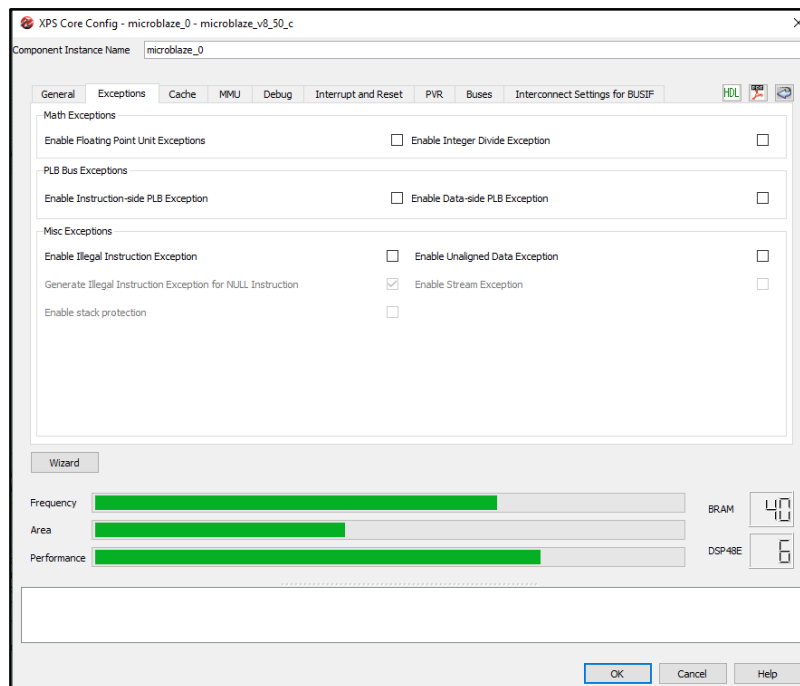 XPS Core Config - microblaze_0 - microblaze_v8_50_c
Component Instance Name microblaze_0
General Exceptions Cache MMU Debug Interrupt and Reset PVR Buses Interconnect Settings for BUSIF HDL
Math Exceptions
Enable Floating Point Unit Exceptions Enable Integer Divide Exception
PLB Bus Exceptions
Enable Instruction-side PLB Exception Enable Data-side PLB Exception
Misc Exceptions
Enable Illegal Instruction Exception Enable Unaligned Data Exception
Generate Illegal Instruction Exception for NULL Instruction Enable Stream Exception
Enable stack protection
Wizard
Frequency
BRAM 40
Area
DSP48E 6
Performance
OK Cancel Help